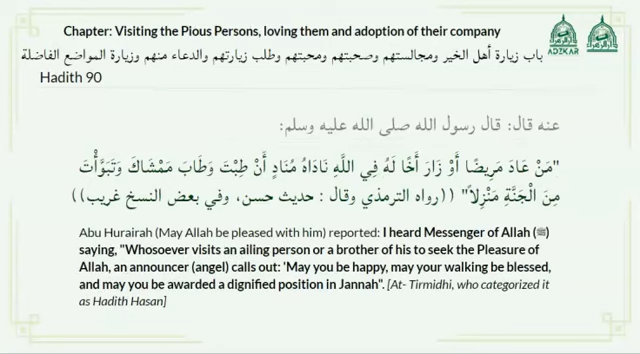 Chapter: Visiting the Pious Persons, loving them and adoption of their company
باب زيارة أهل الخير ومجالستهم وصحبتهم ومحبتهم وطلب زيارتهم والدعاء منهم وزيارة المواضع الفاضلة
ADZEKAR
Hadith 90
عنه قال: قال رسول الله صلى الله عليه وسلم:
"مَنْ عَادَ مَرِيضًا أَوْ زَارَ أَخًا لَهُ فِي اللَّهِ نَادَاهُ مُنَادٍ أَنْ طِبْتَ وَطَابَ مَمْشَاكَ وَتَبَوَّأْتَ
مِنَ الْجَنَّةِ مَنْزِلاً" ((رواه الترمذي وقال : حديث حسن، وفي بعض النسخ غريب))
Abu Hurairah (May Allah be pleased with him) reported: I heard Messenger of Allah (ﷺ)
saying, "Whosoever visits an ailing person or a brother of his to seek the Pleasure of
Allah, an announcer (angel) calls out: 'May you be happy, may your walking be blessed,
and may you be awarded a dignified position in Jannah". [At- Tirmidhi, who categorized it
as Hadith Hasan]